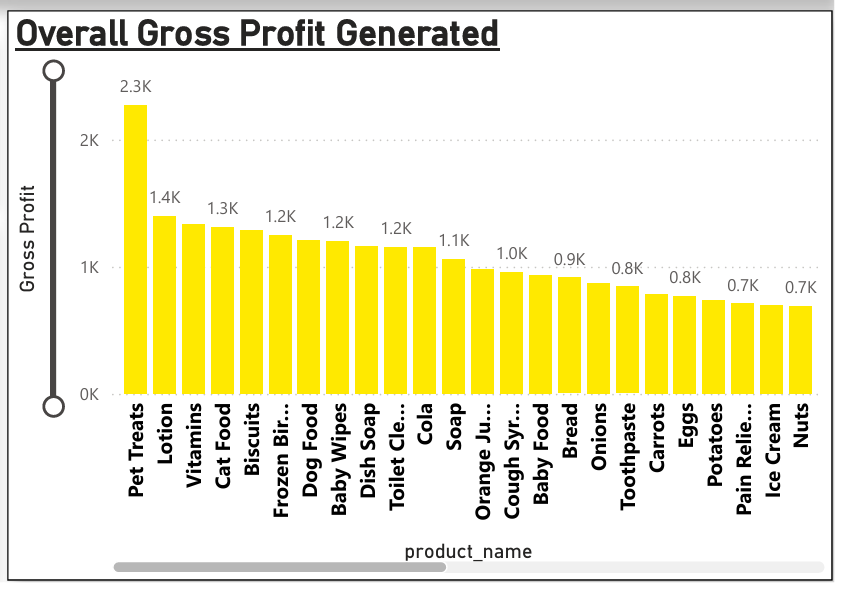 Overall Gross Profit Generated
2.3K
2K
1.4K
1.3K
1.2K
1.2K
1.2K
1.1K
1.0K
0.9K
0.8K
0.8K
0.7K
0.7K
1K
0K
Gross Profit
Pet Treats
Lotion
Vitamins
Cat Food
Biscuits
Frozen Bir...
Dog Food
Baby Wipes
Dish Soap
Toilet Cle...
Cola
Soap
Orange Ju...
Cough Syr...
Baby Food
Bread
Onions
Toothpaste
Carrots
Eggs
Potatoes
Pain Relie...
Ice Cream
Nuts
product_name